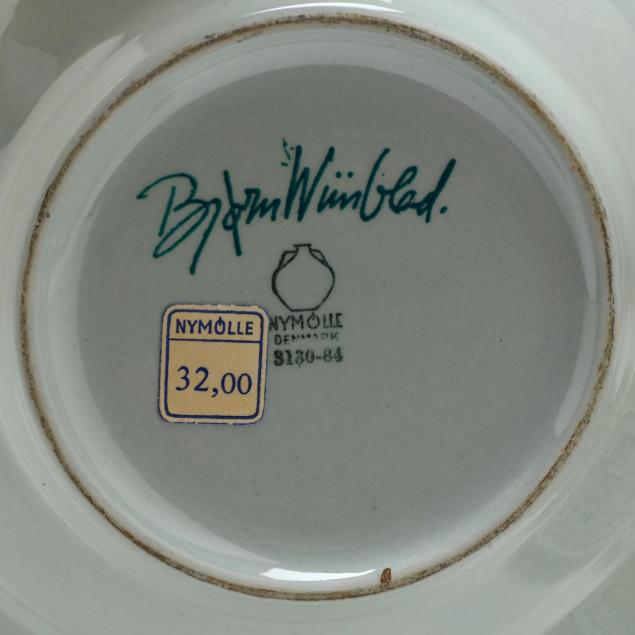 Bjørn Wiinblad.
NYMØLLE
DENMARK
3130-84
NYMØLLE
32,00